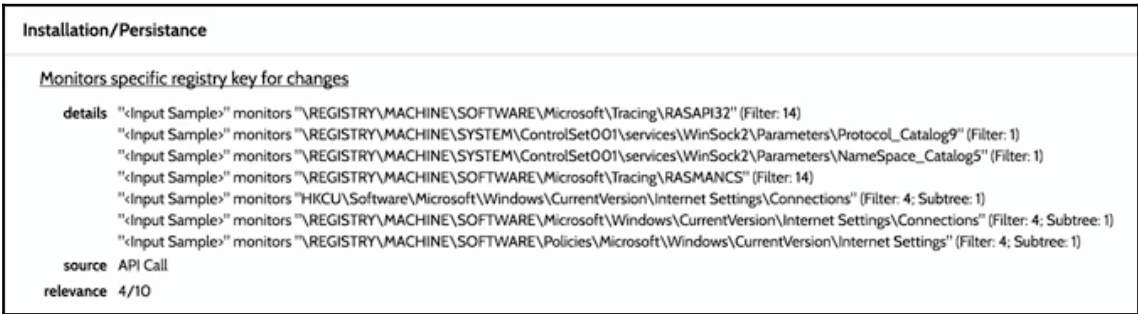 Installation/Persistance
Monitors specific registry key for changes
details "<Input Sample>" monitors "\REGISTRY\MACHINE\SOFTWARE\Microsoft\Tracing\RASAPI32" (Filter: 14)
"<Input Sample>" monitors "\REGISTRY\MACHINE\SYSTEM\ControlSet001\services\WinSock2\Parameters\Protocol_Catalog9" (Filter: 1)
"<Input Sample>" monitors "\REGISTRY\MACHINE\SYSTEM\ControlSet001\services\WinSock2\Parameters\NameSpace_Catalog5" (Filter: 1)
"<Input Sample>" monitors "\REGISTRY\MACHINE\SOFTWARE\Microsoft\Tracing\RASMANCS" (Filter: 14)
"<Input Sample>" monitors "HKCU\Software\Microsoft\Windows\CurrentVersion\Internet Settings\Connections" (Filter: 4; Subtree: 1)
"<Input Sample>" monitors "\REGISTRY\MACHINE\SOFTWARE\Microsoft\Windows\CurrentVersion\Internet Settings\Connections" (Filter: 4; Subtree: 1)
"<Input Sample>" monitors "\REGISTRY\MACHINE\SOFTWARE\Policies\Microsoft\Windows\CurrentVersion\Internet Settings" (Filter: 4; Subtree: 1)
source API Call
relevance 4/10